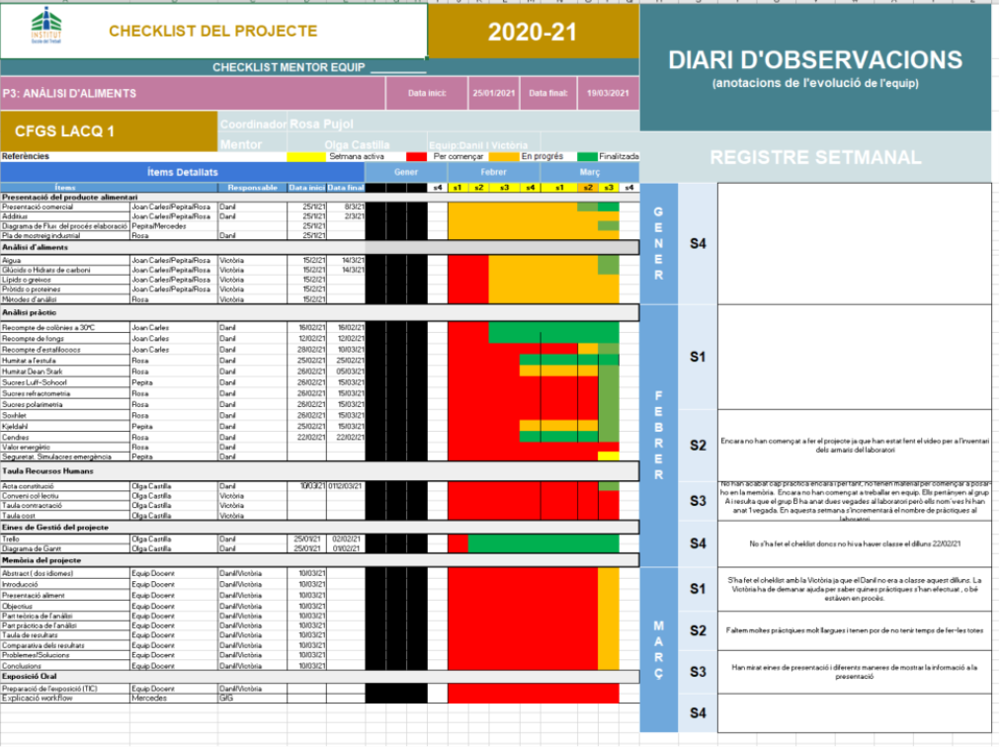 INSTITUT
CHECKLIST DEL PROJECTE
2020-21
CHECKLIST MENTOR EQUIP ________
P3: ANÀLISI D'ALIMENTS
Data inici: 25/01/2021 Data final: 19/03/2021
CFGS LACQ 1
Coordinador Rosa Pujol
Mentor Olga Castilla Equip: Danil i Victòria
Referències Setmana activa Per començar En progrés Finalitzada
Ítems Detallats Gener Febrer Març
Ítems Responsable Data inici Data final s4 s1 s2 s3 s4 s1 s2 s3 s4
Presentació del producte alimentari
Presentació comercial Joan Carles/Pepita/Rosa Danil 25/1/21 8/3/21
Additius Joan Carles/Pepita/Rosa Danil 25/1/21 2/3/21
Diagrama de Flux del procés elaboració Pepita/Mercedes 25/1/21
Pla de mostreig industrial Rosa Danil 25/1/21
Anàlisi d'aliments
Aigua Joan Carles/Pepita/Rosa Victòria 15/2/21 14/3/21
Glúcids o Hidrats de carboni Joan Carles/Pepita/Rosa Victòria 15/2/21 14/3/21
Lípids o greixos Joan Carles/Pepita/Rosa Victòria 15/2/21
Pròtids o proteïnes Joan Carles/Pepita/Rosa Victòria 15/2/21
Mètodes d'anàlisi Rosa Victòria 15/2/21
Anàlisi pràctic
Recompte de colònies a 30ºC Joan Carles Danil 16/02/21 16/02/21
Recompte de fongs Joan Carles Danil 12/02/21 12/02/21
Recompte d'estafilococs Joan Carles Danil 28/02/21 10/03/21
Humitat a l'estufa Rosa Danil 25/02/21 25/02/21
Humitat Dean Stark Rosa Danil 26/02/21 05/03/21
Sucres Luff-Schoorl Pepita Danil 26/02/21 15/03/21
Sucres refractometria Rosa Danil 26/02/21 15/03/21
Sucres polarimetria Rosa Danil 26/02/21 15/03/21
Soxhlet Rosa Danil 26/02/21 15/03/21
Kjeldahl Pepita Danil 25/02/21 15/03/21
Cendres Rosa Danil 22/02/21 22/02/21
Valor energètic Rosa Danil
Seguretat. Simulacres emergència Pepita Danil
Taula Recursos Humans
Acta constitució Olga Castilla Danil 10/03/21 0112/03/21
Conveni col·lectiu Olga Castilla Victòria
Taula contractació Olga Castilla Victòria
Taula cost Olga Castilla Victòria
Eines de Gestió del projecte
Trello Olga Castilla Danil 25/01/21 02/02/21
Diagrama de Gantt Olga Castilla Danil 25/01/21 01/02/21
Memòria del projecte
Abstract ( dos idiomes) Equip Docent Danil/Victòria 10/03/21
Introducció Equip Docent Danil/Victòria 10/03/21
Presentació aliment Equip Docent Danil/Victòria 10/03/21
Objectius Equip Docent Danil/Victòria 10/03/21
Part teòrica de l'anàlisi Equip Docent Danil/Victòria 10/03/21
Part pràctica de l'anàlisi Equip Docent Danil/Victòria 10/03/21
Taula de resultats Equip Docent Danil/Victòria 10/03/21
Comparativa dels resultats Equip Docent Danil/Victòria 10/03/21
Problemes/Solucions Equip Docent Danil/Victòria 10/03/21
Conclusions Equip Docent Danil/Victòria 10/03/21
Exposició Oral
Preparació de l'exposició (TIC) Equip Docent Danil/Victòria
Explicació workflow Mercedes G/G
DIARI D'OBSERVACIONS
(anotacions de l'evolució de l'equip)
REGISTRE SETMANAL
GENER
S4
FEBRER
S1
S2
Encara no han començat a fer el projecte ja que han estat fent el vídeo per a l'inventari
dels armaris del laboratori
S3
No han acabat cap pràctica encara i per tant, no tenen material per començar a posar-
ho en la memòria. Encara no han començat a treballar en equip. Ells pertanyen al grup
A i resulta que el grup B ha anat dues vegades al laboratori però ells nom'ves hi han
anat 1 vegada. En aquesta setmana s'incrementarà el nombre de pràctiques al
laboratori
S4
No s'ha fet el cheklist doncs no hi va haver classe el dilluns 22/02/21
MARÇ
S1
S'ha fet el cheklist amb la Victòria ja que el Danil no era a classe aquest dilluns. La
Victòria ha de demanar ajuda per saber quines pràctiques s'han efectuat , o bé
estàven en procés.
S2
Faltem moltes pràctqiues molt llargues i tenen por de no tenir temps de fer-les totes
S3
Han mirat eines de presentació i diferents maneres de mostrar la informació a la
presentació
S4